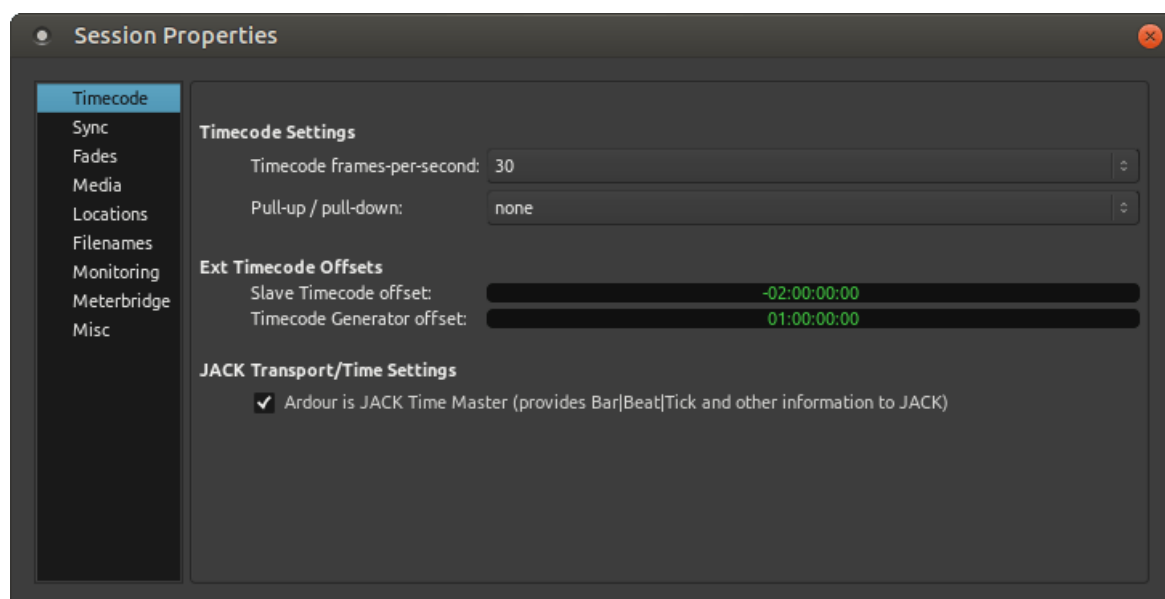 Session Properties
Timecode
Sync
Fades
Media
Locations
Filenames
Monitoring
Meterbridge
Misc
Timecode Settings
Timecode frames-per-second: 30
Pull-up / pull-down: none
Ext Timecode Offsets
Slave Timecode offset: -02:00:00:00
Timecode Generator offset: 01:00:00:00
JACK Transport/Time Settings
Ardour is JACK Time Master (provides Bar|Beat|Tick and other information to JACK)